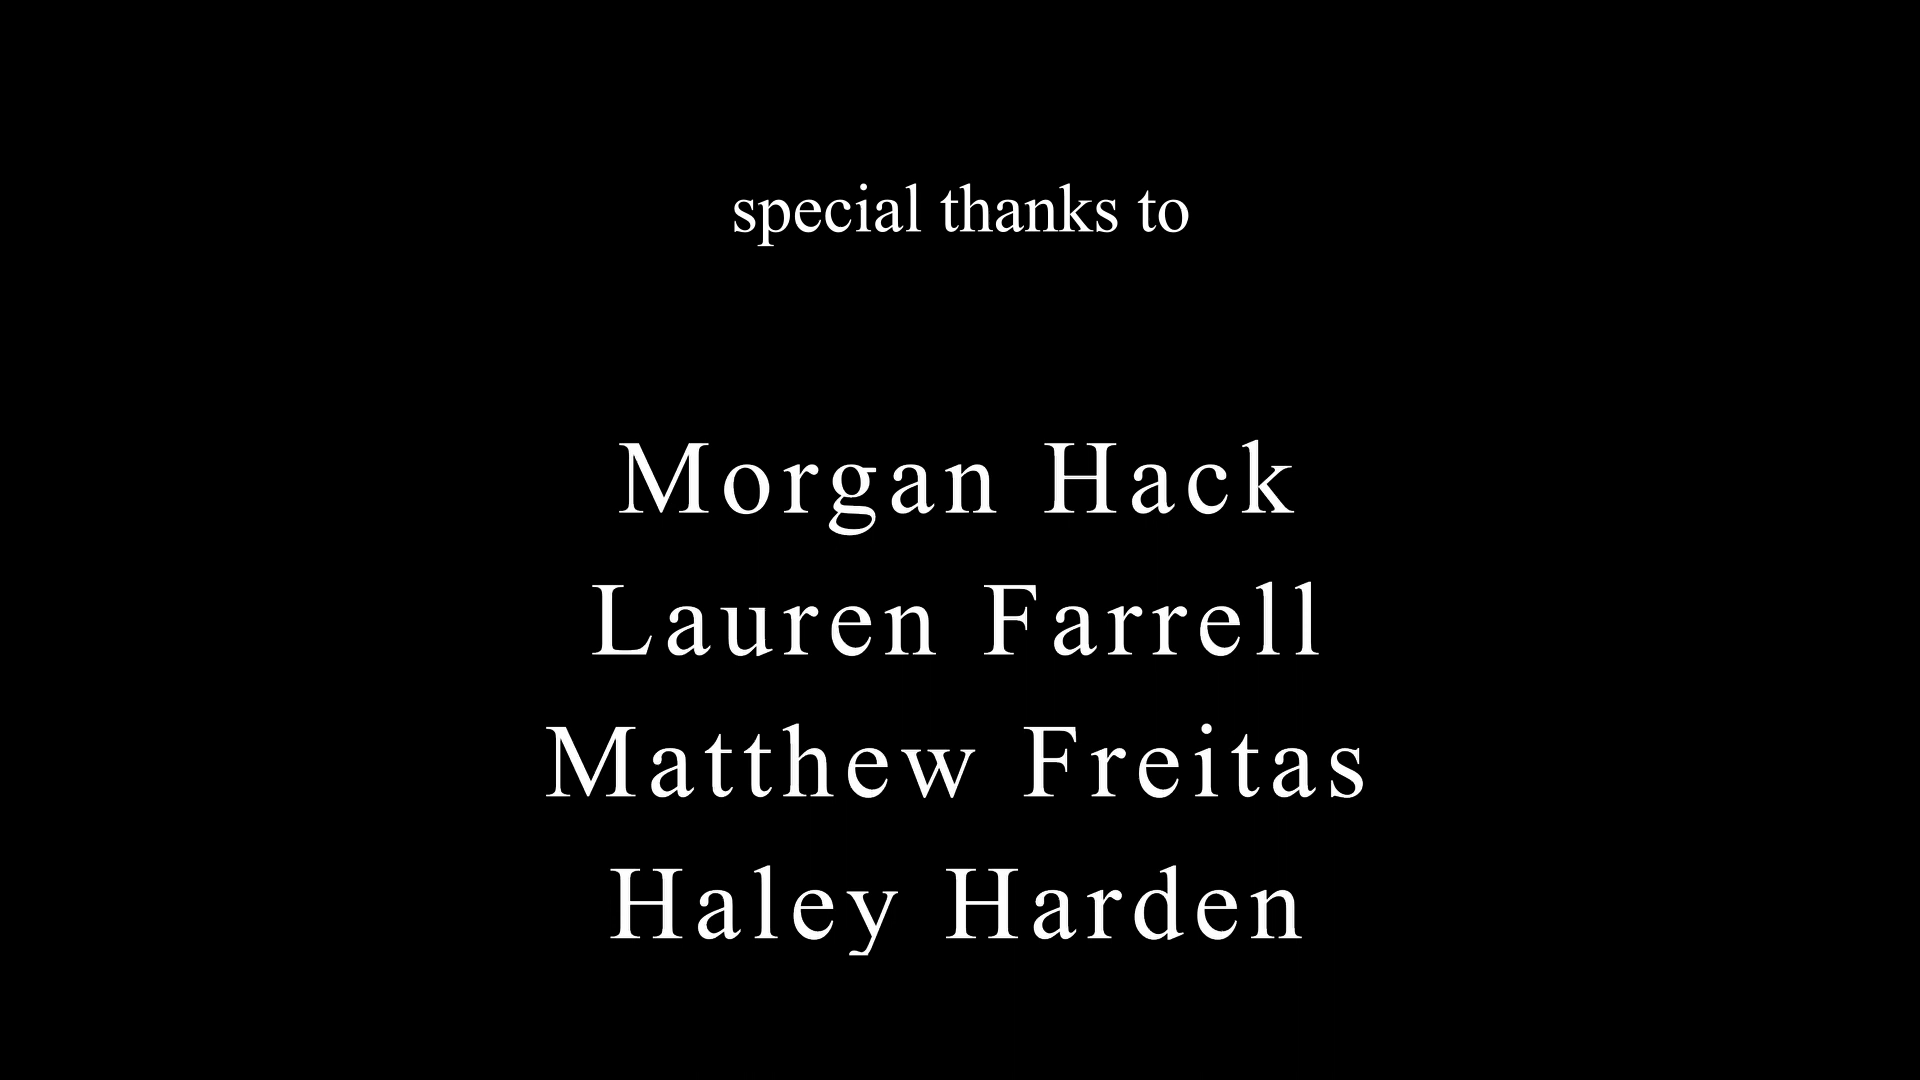 special thanks to
Morgan Hack
Lauren Farrell
Matthew Freitas
Haley Harden